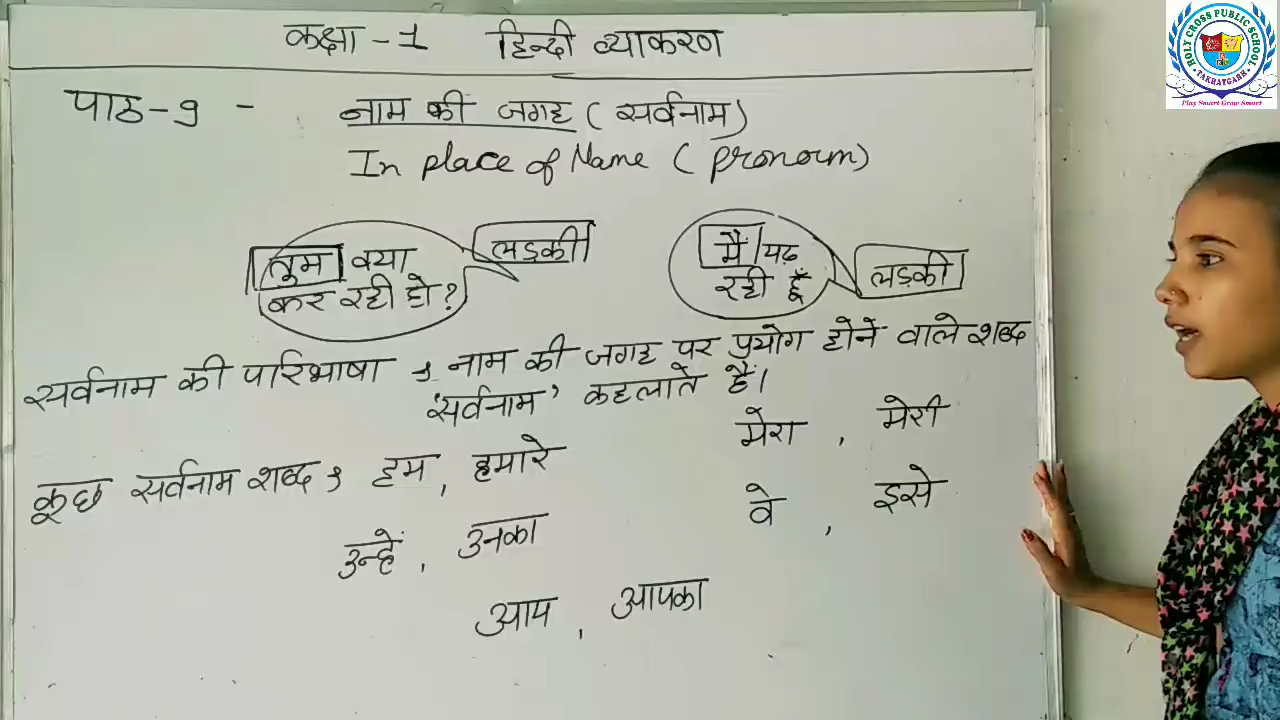 कक्षा - 1 हिन्दी व्याकरण
पाठ - 9 - नाम की जगह ( सर्वनाम )
In place of Name ( pronoun )
तुम क्या
कर रही हो ?
लड़की
मैं पढ़
रही हूँ
लड़की
सर्वनाम की परिभाषा :- नाम की जगह पर प्रयोग होने वाले शब्द
'सर्वनाम' कहलाते हैं।
कुछ सर्वनाम शब्द :- हम , हमारे मेरा , मेरी
उन्हें , उनका वे , इसे
आप , आपका
HOLY CROSS PUBLIC SCHOOL
TAKHATGARH
Play Smart Grow Smart